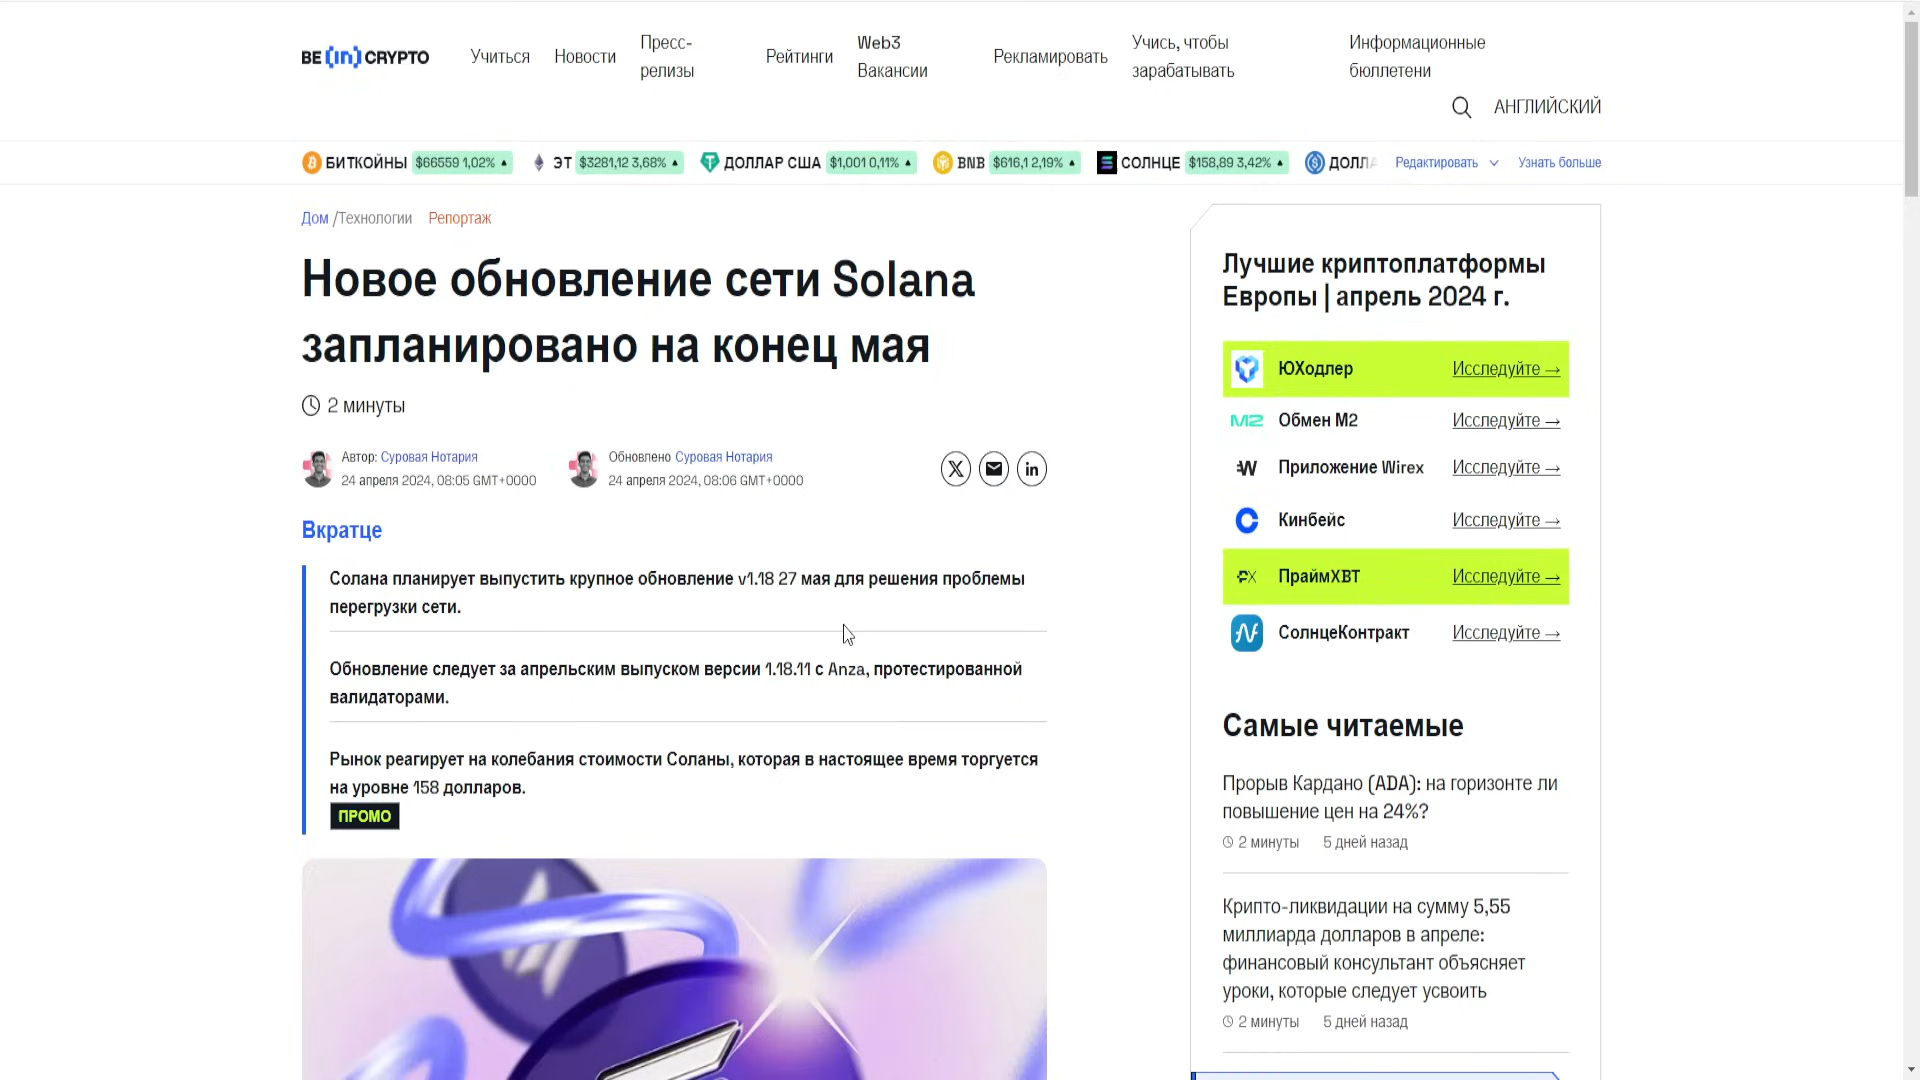 BE[in]CRYPTO
Учиться
Новости
Пресс-
релизы
Рейтинги
Web3
Вакансии
Рекламировать
Учись, чтобы
зарабатывать
Информационные
бюллетени
АНГЛИЙСКИЙ
БИТКОЙНЫ $66559 1,02% ▲
ЭТ $3281,12 3,68% ▲
ДОЛЛАР США $1,001 0,11% ▲
BNB $616,1 2,19% ▲
СОЛНЦЕ $158,89 3,42% ▲
ДОЛЛА
Редактировать
Узнать больше
Дом /Технологии Репортаж
Новое обновление сети Solana
запланировано на конец мая
2 минуты
Автор: Суровая Нотария
24 апреля 2024, 08:05 GMT+0000
Обновлено Суровая Нотария
24 апреля 2024, 08:06 GMT+0000
Вкратце
Солана планирует выпустить крупное обновление v1.18 27 мая для решения проблемы
перегрузки сети.
Обновление следует за апрельским выпуском версии 1.18.11 с Anza, протестированной
валидаторами.
Рынок реагирует на колебания стоимости Соланы, которая в настоящее время торгуется
на уровне 158 долларов.
ПРОМО
Лучшие криптоплатформы
Европы | апрель 2024 г.
ЮХодлер Исследуйте →
M2 Обмен М2 Исследуйте →
Приложение Wirex Исследуйте →
Кинбейс Исследуйте →
ПраймХВТ Исследуйте →
СолнцеКонтракт Исследуйте →
Самые читаемые
Прорыв Кардано (ADA): на горизонте ли
повышение цен на 24%?
2 минуты 5 дней назад
Крипто-ликвидации на сумму 5,55
миллиарда долларов в апреле:
финансовый консультант объясняет
уроки, которые следует усвоить
2 минуты 5 дней назад